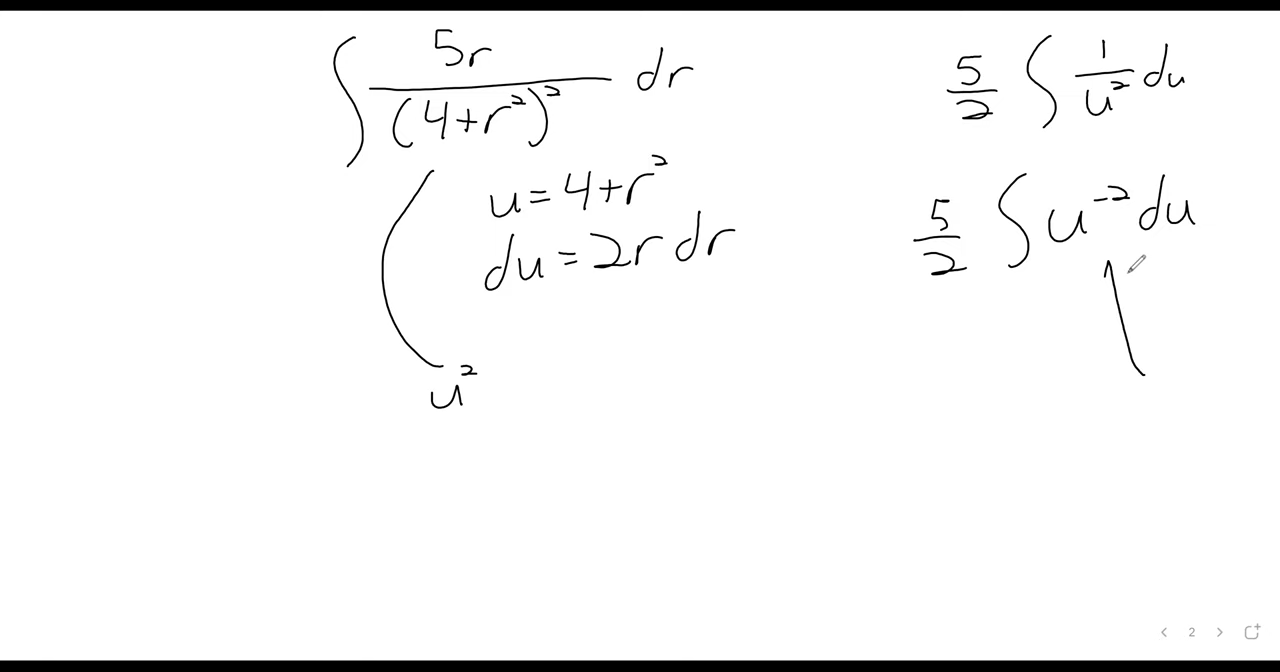 ∫ 5r/(4+r²)² dr
u = 4+r²
du = 2r dr
u²
5/2 ∫ 1/u² du
5/2 ∫ u⁻² du
< 2 >